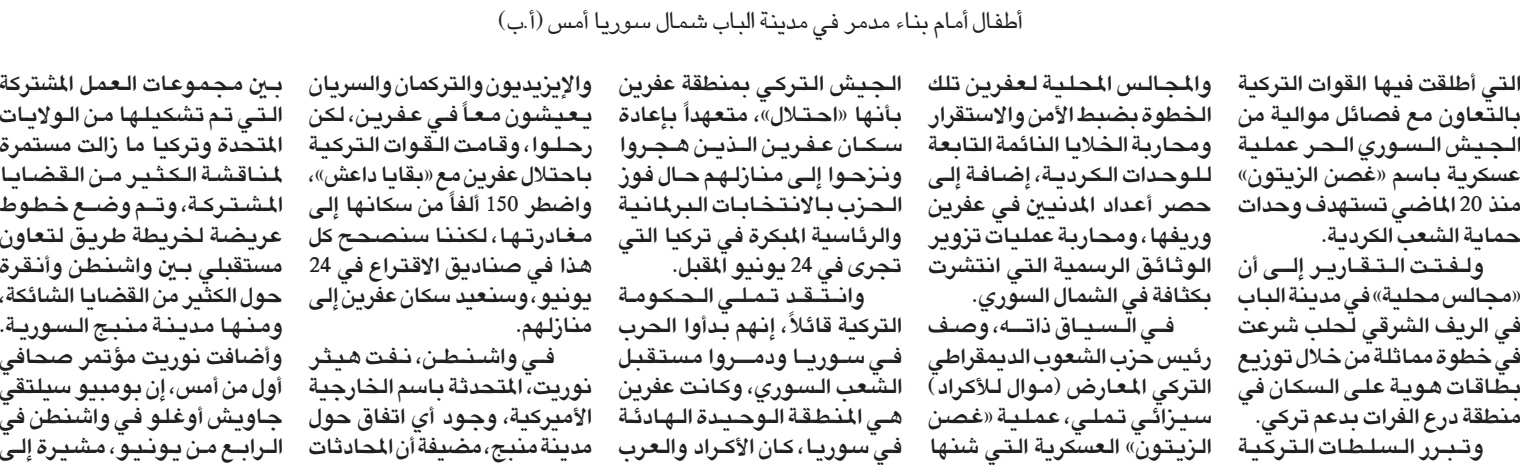 أطفال أمام بناء مدمر في مدينة الباب شمال سوريا أمس (أ.ب)
التي أطلقت فيها القوات التركية
بالتعاون مع فصائل موالية من
الجيش السوري الحر عملية
عسكرية باسم «غصن الزيتون»
منذ 20 الماضي تستهدف وحدات
حماية الشعب الكردية.
ولفتت التقارير إلى أن
«مجالس محلية» في مدينة الباب
في الريف الشرقي لحلب شرعت
في خطوة مماثلة من خلال توزيع
بطاقات هوية على السكان في
منطقة درع الفرات بدعم تركي.
وتبرر السلطات التركية
والمجالس المحلية لعفرين تلك
الخطوة بضبط الأمن والاستقرار
ومحاربة الخلايا النائمة التابعة
للوحدات الكردية، إضافة إلى
حصر أعداد المدنيين في عفرين
وريفها، ومحاربة عمليات تزوير
الوثائق الرسمية التي انتشرت
بكثافة في الشمال السوري.
في السياق ذاته، وصف
رئيس حزب الشعوب الديمقراطي
التركي المعارض (موال للأكراد)
سيزائي تملي، عملية «غصن
الزيتون» العسكرية التي شنها
الجيش التركي بمنطقة عفرين
بأنها «احتلال»، متعهداً بإعادة
سكان عفرين الذين هجروا
ونزحوا إلى منازلهم حال فوز
الحزب بالانتخابات البرلمانية
والرئاسية المبكرة في تركيا التي
تجرى في 24 يونيو المقبل.
وانتقد تملي الحكومة
التركية قائلاً، إنهم بدأوا الحرب
في سوريا ودمروا مستقبل
الشعب السوري، وكانت عفرين
هي المنطقة الوحيدة الهادئة
في سوريا، كان الأكراد والعرب
والإيزيديون والتركمان والسريان
يعيشون معاً في عفرين، لكن
رحلوا، وقامت القوات التركية
باحتلال عفرين مع «بقايا داعش»،
واضطر 150 ألفاً من سكانها إلى
مغادرتها، لكننا سنصحح كل
هذا في صناديق الاقتراع في 24
يونيو، وسنعيد سكان عفرين إلى
منازلهم.
في واشنطن، نفت هيثر
نوريت، المتحدثة باسم الخارجية
الأميركية، وجود أي اتفاق حول
مدينة منبج، مضيفة أن المحادثات
بين مجموعات العمل المشتركة
التي تم تشكيلها من الولايات
المتحدة وتركيا ما زالت مستمرة
لمناقشة الكثير من القضايا
المشتركة، وتم وضع خطوط
عريضة لخريطة طريق لتعاون
مستقبلي بين واشنطن وأنقرة
حول الكثير من القضايا الشائكة،
ومنها مدينة منبج السورية.
وأضافت نوريت مؤتمر صحافي
أول من أمس، إن بومبيو سيلتقي
جاويش أوغلو في واشنطن في
الرابع من يونيو، مشيرة إلى